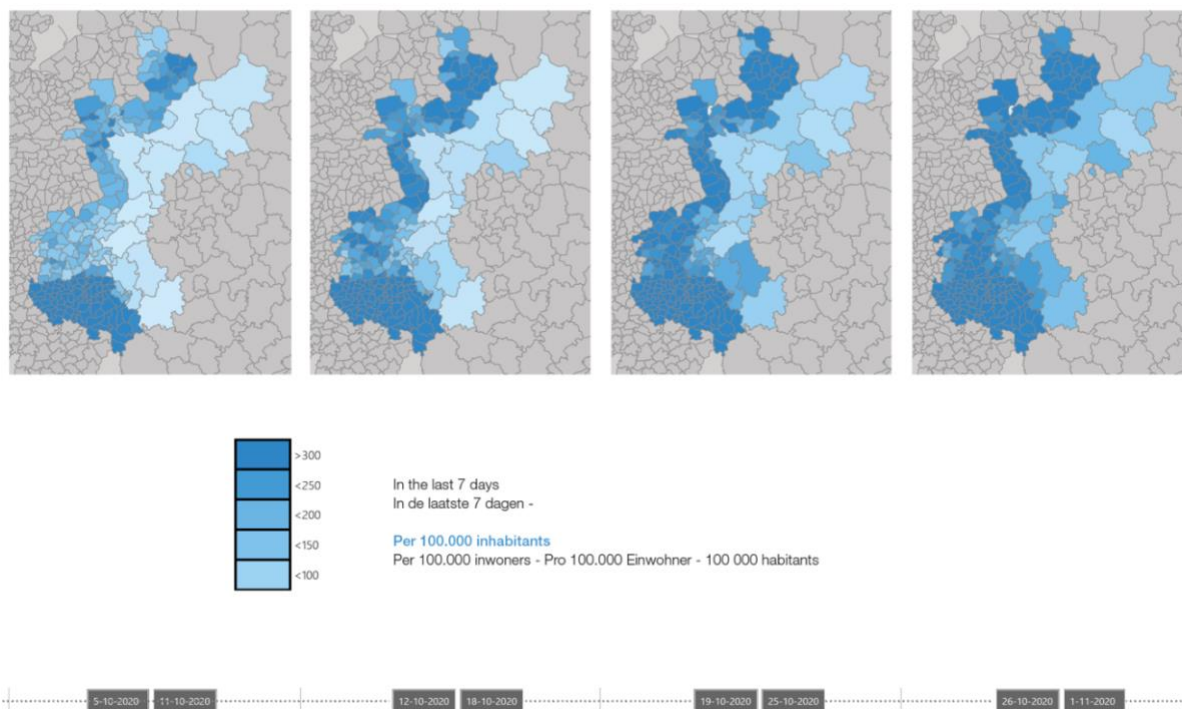 >300
<250
<200
<150
<100
In the last 7 days
In de laatste 7 dagen -
Per 100.000 inhabitants
Per 100.000 inwoners - Pro 100.000 Einwohner - 100 000 habitants
5-10-2020 11-10-2020 12-10-2020 18-10-2020 19-10-2020 25-10-2020 26-10-2020 1-11-2020